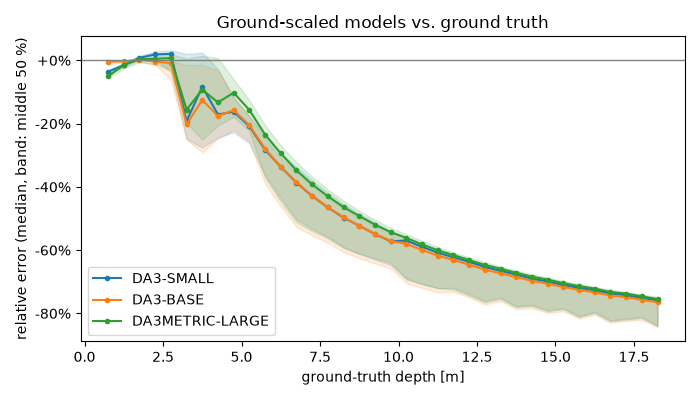 Ground-scaled models vs. ground truth
relative error (median, band: middle 50 %)
+0%
-20%
-40%
-60%
-80%
DA3-SMALL
DA3-BASE
DA3METRIC-LARGE
0.0 2.5 5.0 7.5 10.0 12.5 15.0 17.5
ground-truth depth [m]